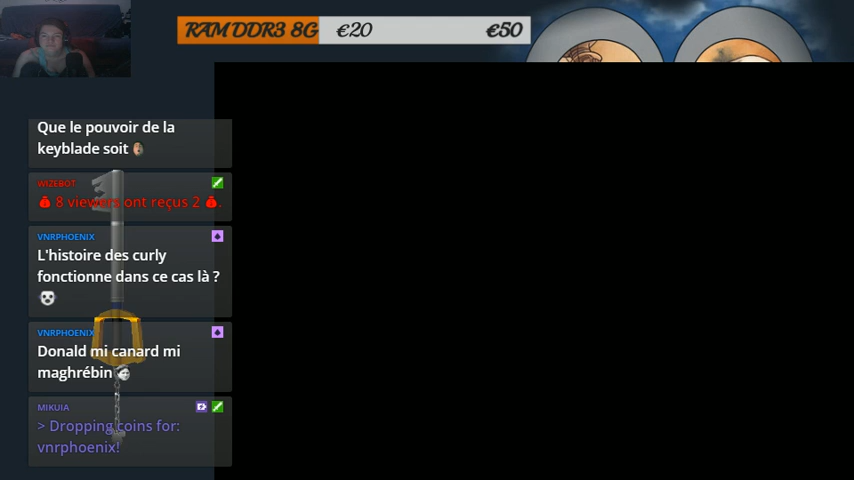 RAM DDR3 8G €20 €50
Que le pouvoir de la
keyblade soit
WIZEBOT
8 viewers ont reçus 2 .
VNRPHOENIX
L'histoire des curly
fonctionne dans ce cas là ?
VNRPHOENIX
Donald mi canard mi
maghrébin
MIKUIA
> Dropping coins for:
vnrphoenix!